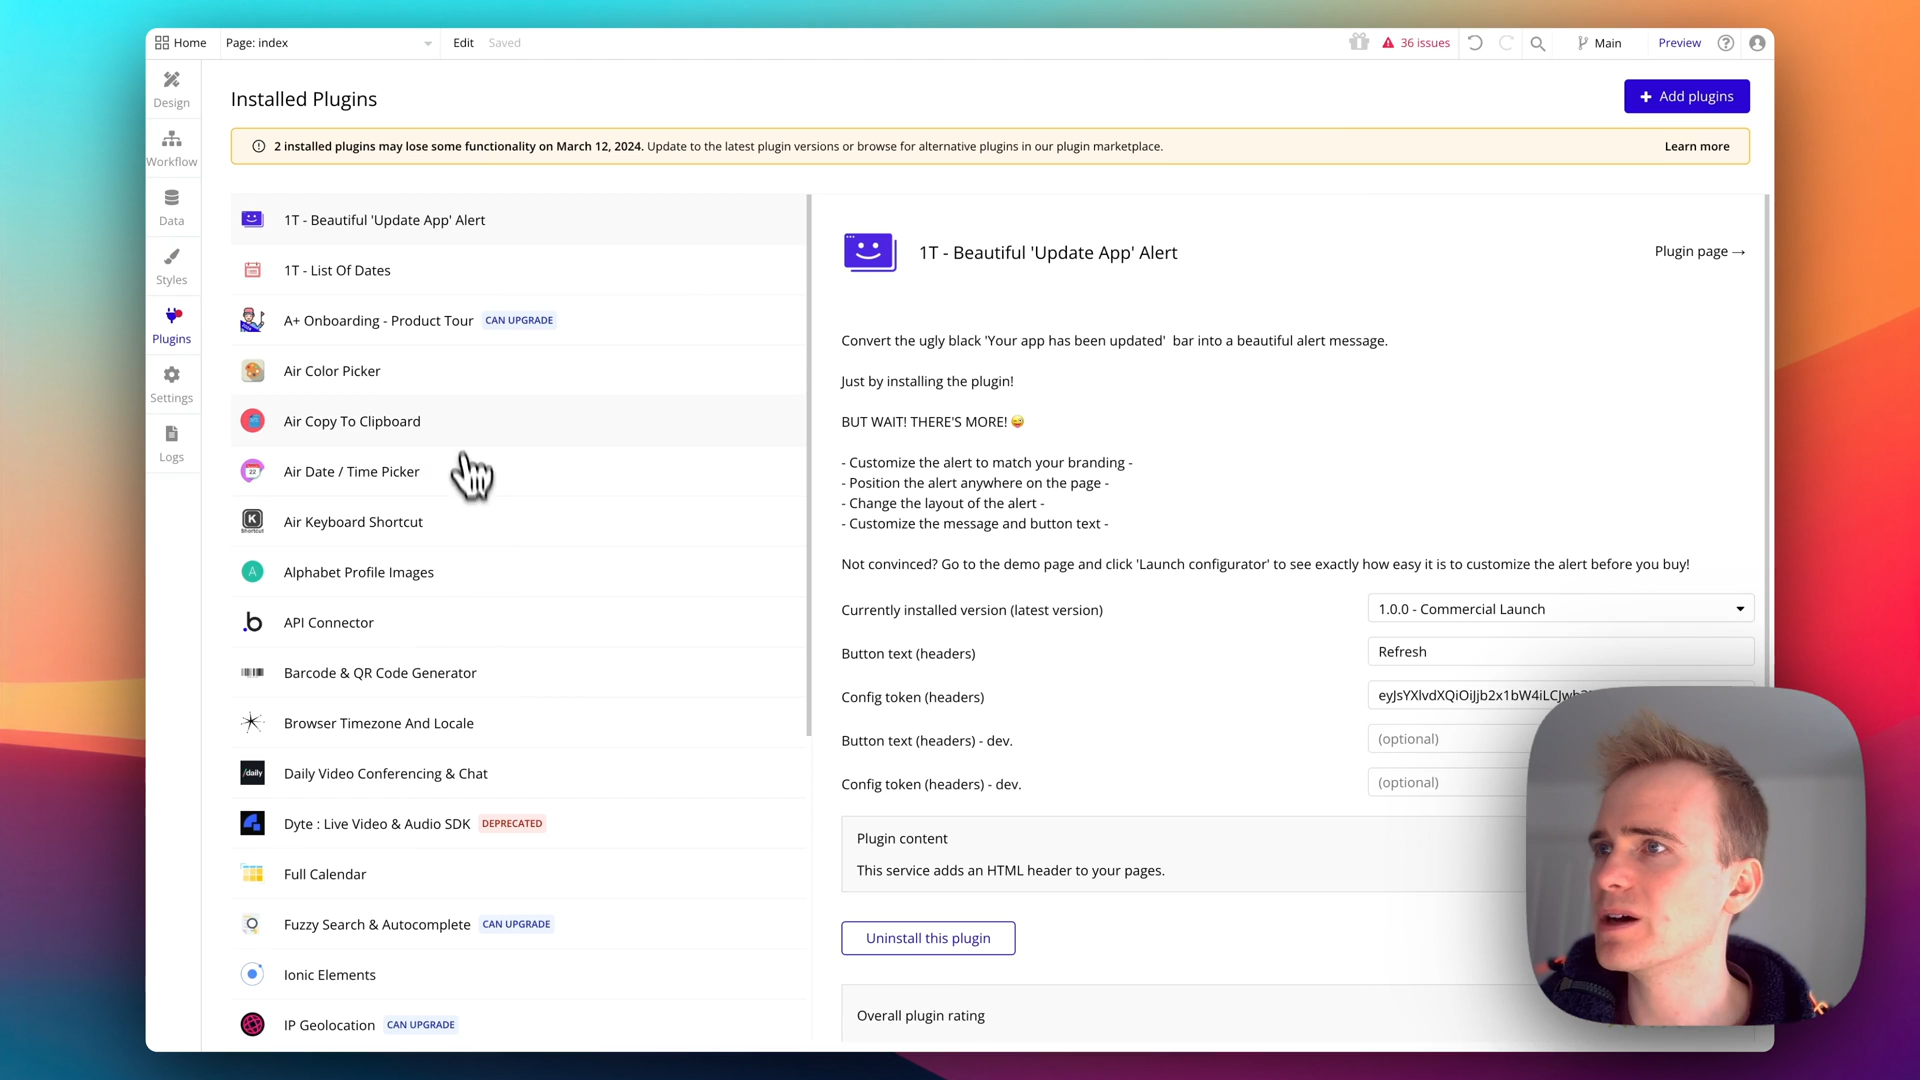 Home
Page: index
Edit
Saved
36 issues
Main
Preview
Design
Workflow
Data
Styles
Plugins
Settings
Logs
Installed Plugins
+ Add plugins
2 installed plugins may lose some functionality on March 12, 2024. Update to the latest plugin versions or browse for alternative plugins in our plugin marketplace.
Learn more
1T - Beautiful 'Update App' Alert
1T - List Of Dates
A+ Onboarding - Product Tour CAN UPGRADE
Air Color Picker
Air Copy To Clipboard
Air Date / Time Picker
Air Keyboard Shortcut
Alphabet Profile Images
API Connector
Barcode & QR Code Generator
Browser Timezone And Locale
Daily Video Conferencing & Chat
Dyte : Live Video & Audio SDK DEPRECATED
Full Calendar
Fuzzy Search & Autocomplete CAN UPGRADE
Ionic Elements
IP Geolocation CAN UPGRADE
1T - Beautiful 'Update App' Alert
Plugin page →
Convert the ugly black 'Your app has been updated'  bar into a beautiful alert message.
Just by installing the plugin!
BUT WAIT! THERE'S MORE! 😜
- Customize the alert to match your branding -
- Position the alert anywhere on the page -
- Change the layout of the alert -
- Customize the message and button text -
Not convinced? Go to the demo page and click 'Launch configurator' to see exactly how easy it is to customize the alert before you buy!
Currently installed version (latest version)
1.0.0 - Commercial Launch
Button text (headers)
Refresh
Config token (headers)
Button text (headers) - dev.
(optional)
Config token (headers) - dev.
(optional)
Plugin content
This service adds an HTML header to your pages.
Uninstall this plugin
Overall plugin rating